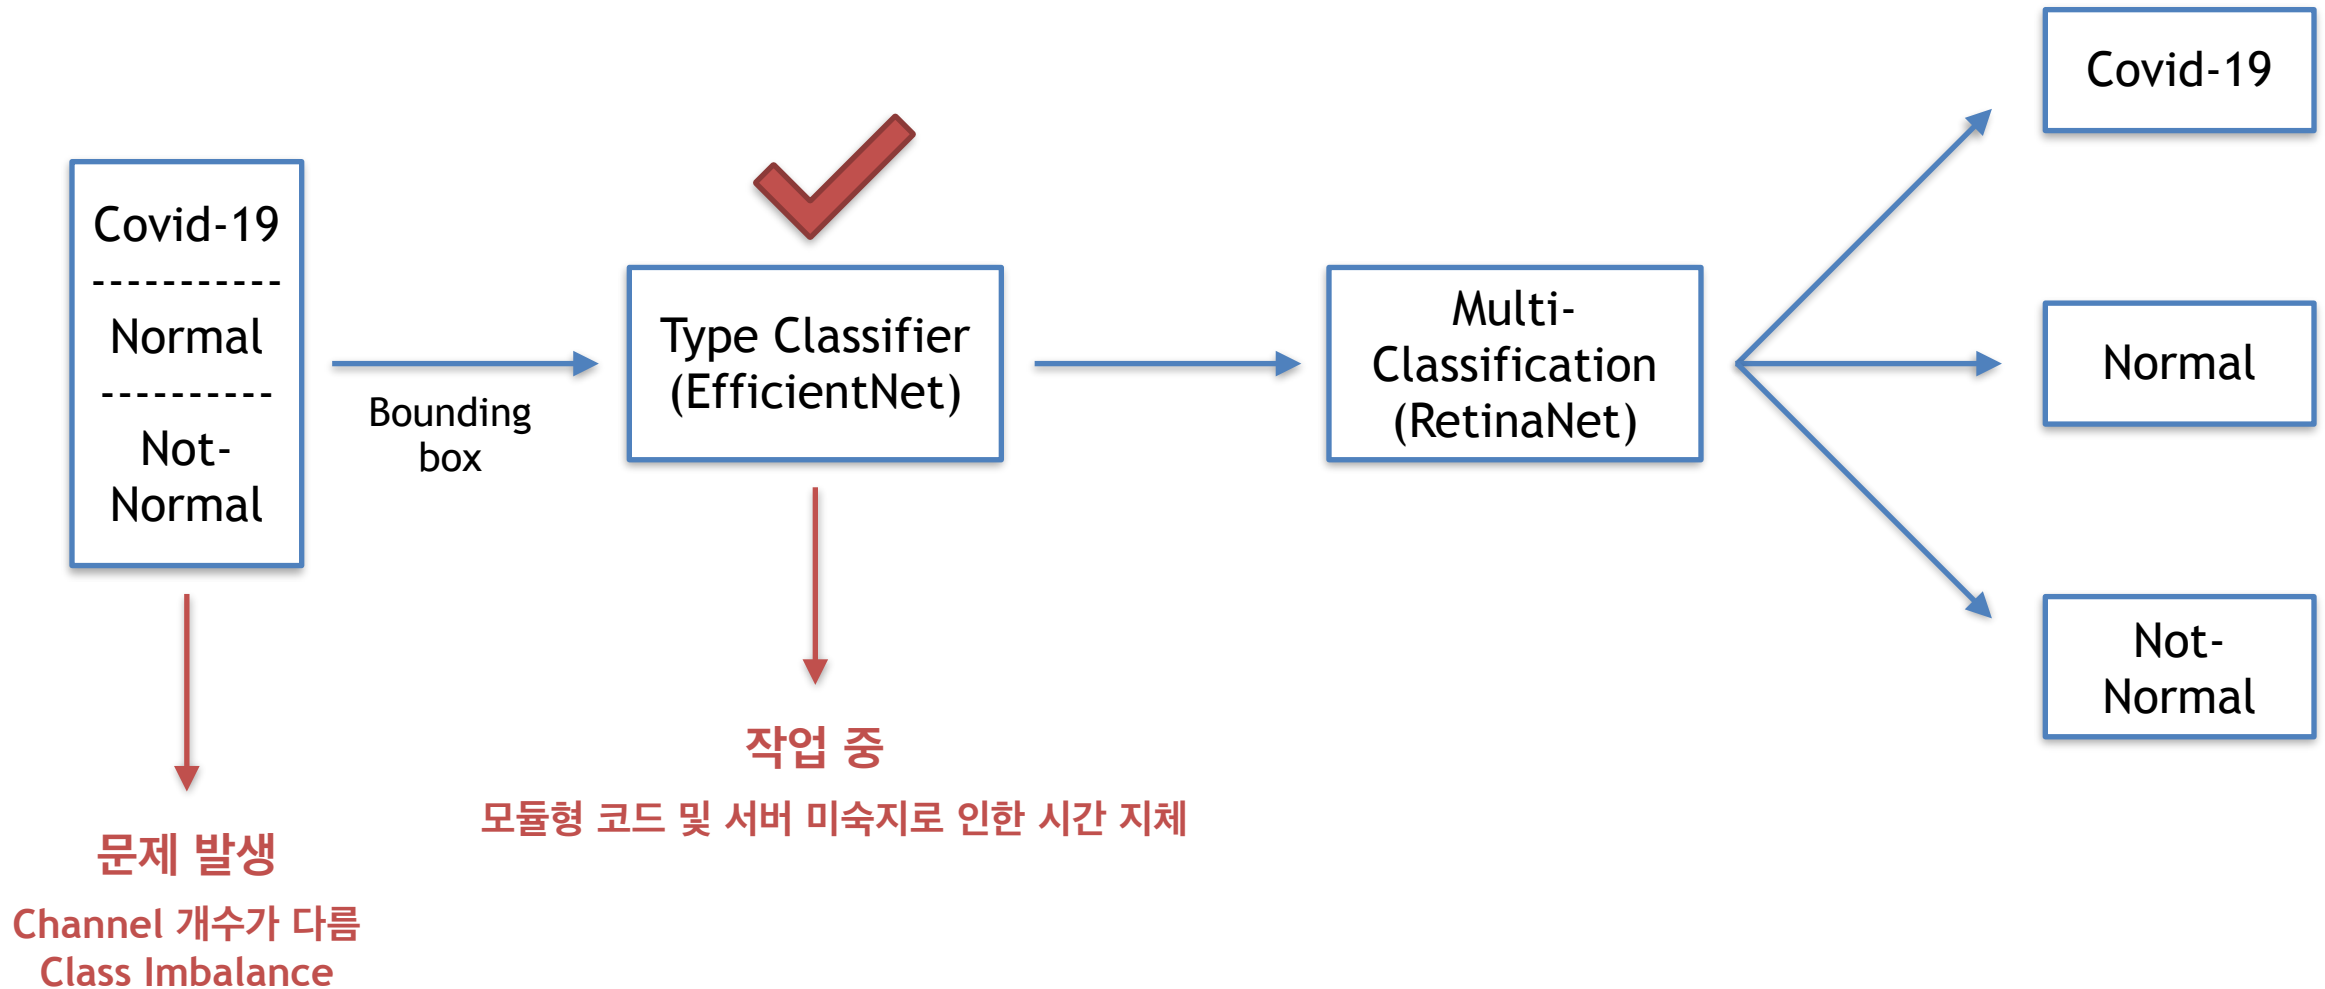 Covid-19
-----------
Normal
----------
Not-
Normal
문제 발생
Channel 개수가 다름
Class Imbalance
Bounding
box
Type Classifier
(EfficientNet)
작업 중
모듈형 코드 및 서버 미숙지로 인한 시간 지체
Multi-
Classification
(RetinaNet)
Covid-19
Normal
Not-
Normal